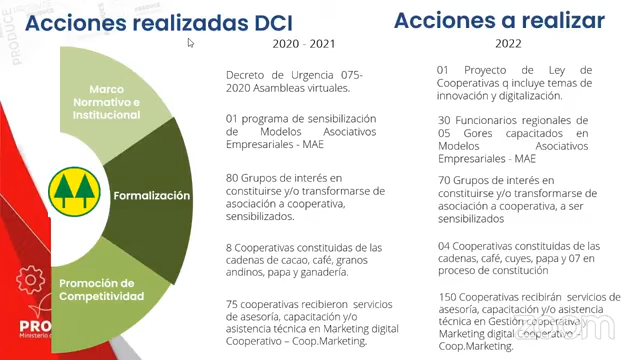 Acciones realizadas DCI
2020 - 2021
Acciones a realizar
2022
PRODUCE
Marco
Normativo e
Institucional
Formalización
Promoción de
Competitividad
Decreto de Urgencia 075-
2020 Asambleas virtuales.
01 programa de sensibilización
de Modelos Asociativos
Empresariales - MAE
80 Grupos de interés en
constituirse y/o transformarse de
asociación a cooperativa,
sensibilizados.
8 Cooperativas constituidas de las
cadenas de cacao, café, granos
andinos, papa y ganadería.
75 cooperativas recibieron servicios
de asesoría, capacitación y/o
asistencia técnica en Marketing digital
Cooperativo – Coop.Marketing.
01 Proyecto de Ley de
Cooperativas q incluye temas de
innovación y digitalización.
30 Funcionarios regionales de
05 Gores capacitados en
Modelos Asociativos
Empresariales - MAE
70 Grupos de interés en
constituirse y/o transformarse de
asociación a cooperativa, a ser
sensibilizados
04 Cooperativas constituidas de las
cadenas, café, cuyes, papa y 07 en
proceso de constitución
150 Cooperativas recibirán servicios de
asesoría, capacitación y/o asistencia
técnica en Gestión cooperativa y
Marketing digital cooperativo –
Coop.Marketing.
PRO
Ministerio d
zoom